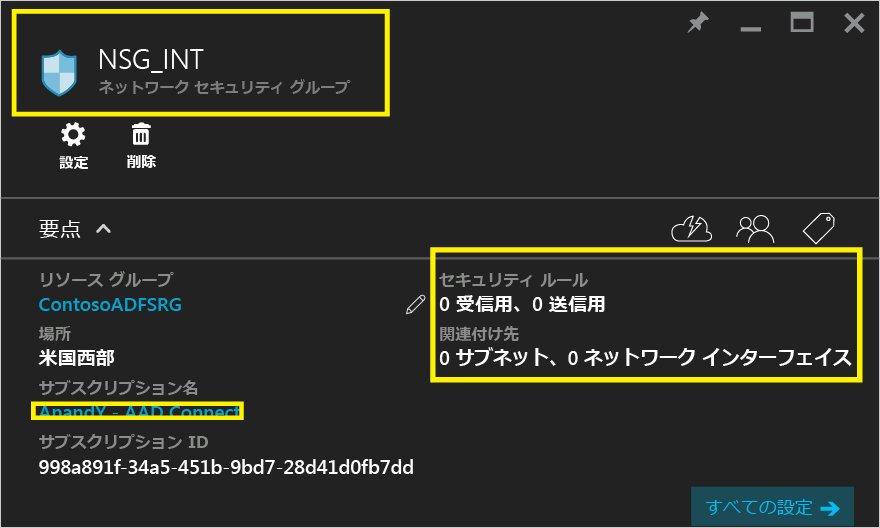 NSG_INT
ネットワーク セキュリティ グループ
設定
削除
要点
リソース グループ
ContosoADFSRG
場所
米国西部
サブスクリプション名
AnandY - AAD Connect
サブスクリプション ID
998a891f-34a5-451b-9bd7-28d41d0fb7dd
セキュリティ ルール
0 受信用、0 送信用
関連付け先
0 サブネット、0 ネットワーク インターフェイス
すべての設定